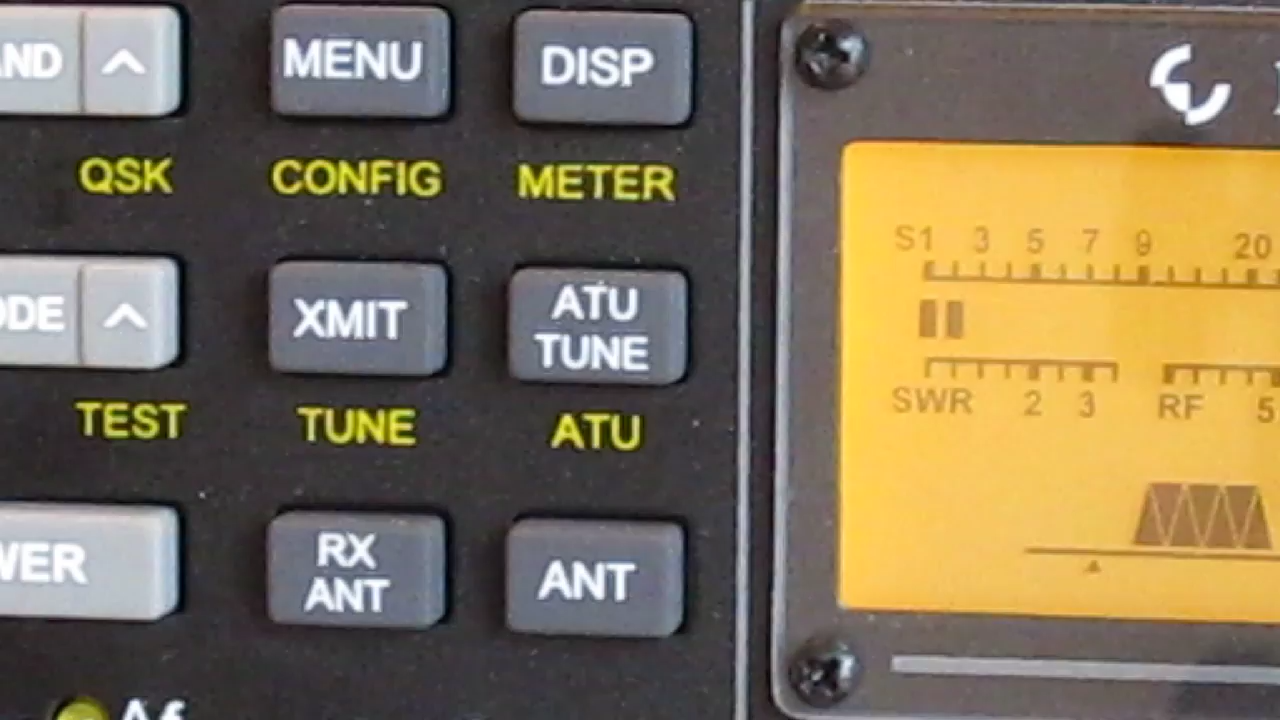 ND MENU DISP
QSK CONFIG METER
S1 3 5 7 9 20
ODE XMIT ATU
TUNE
SWR 2 3 RF 5
TEST TUNE ATU
WER RX
ANT ANT